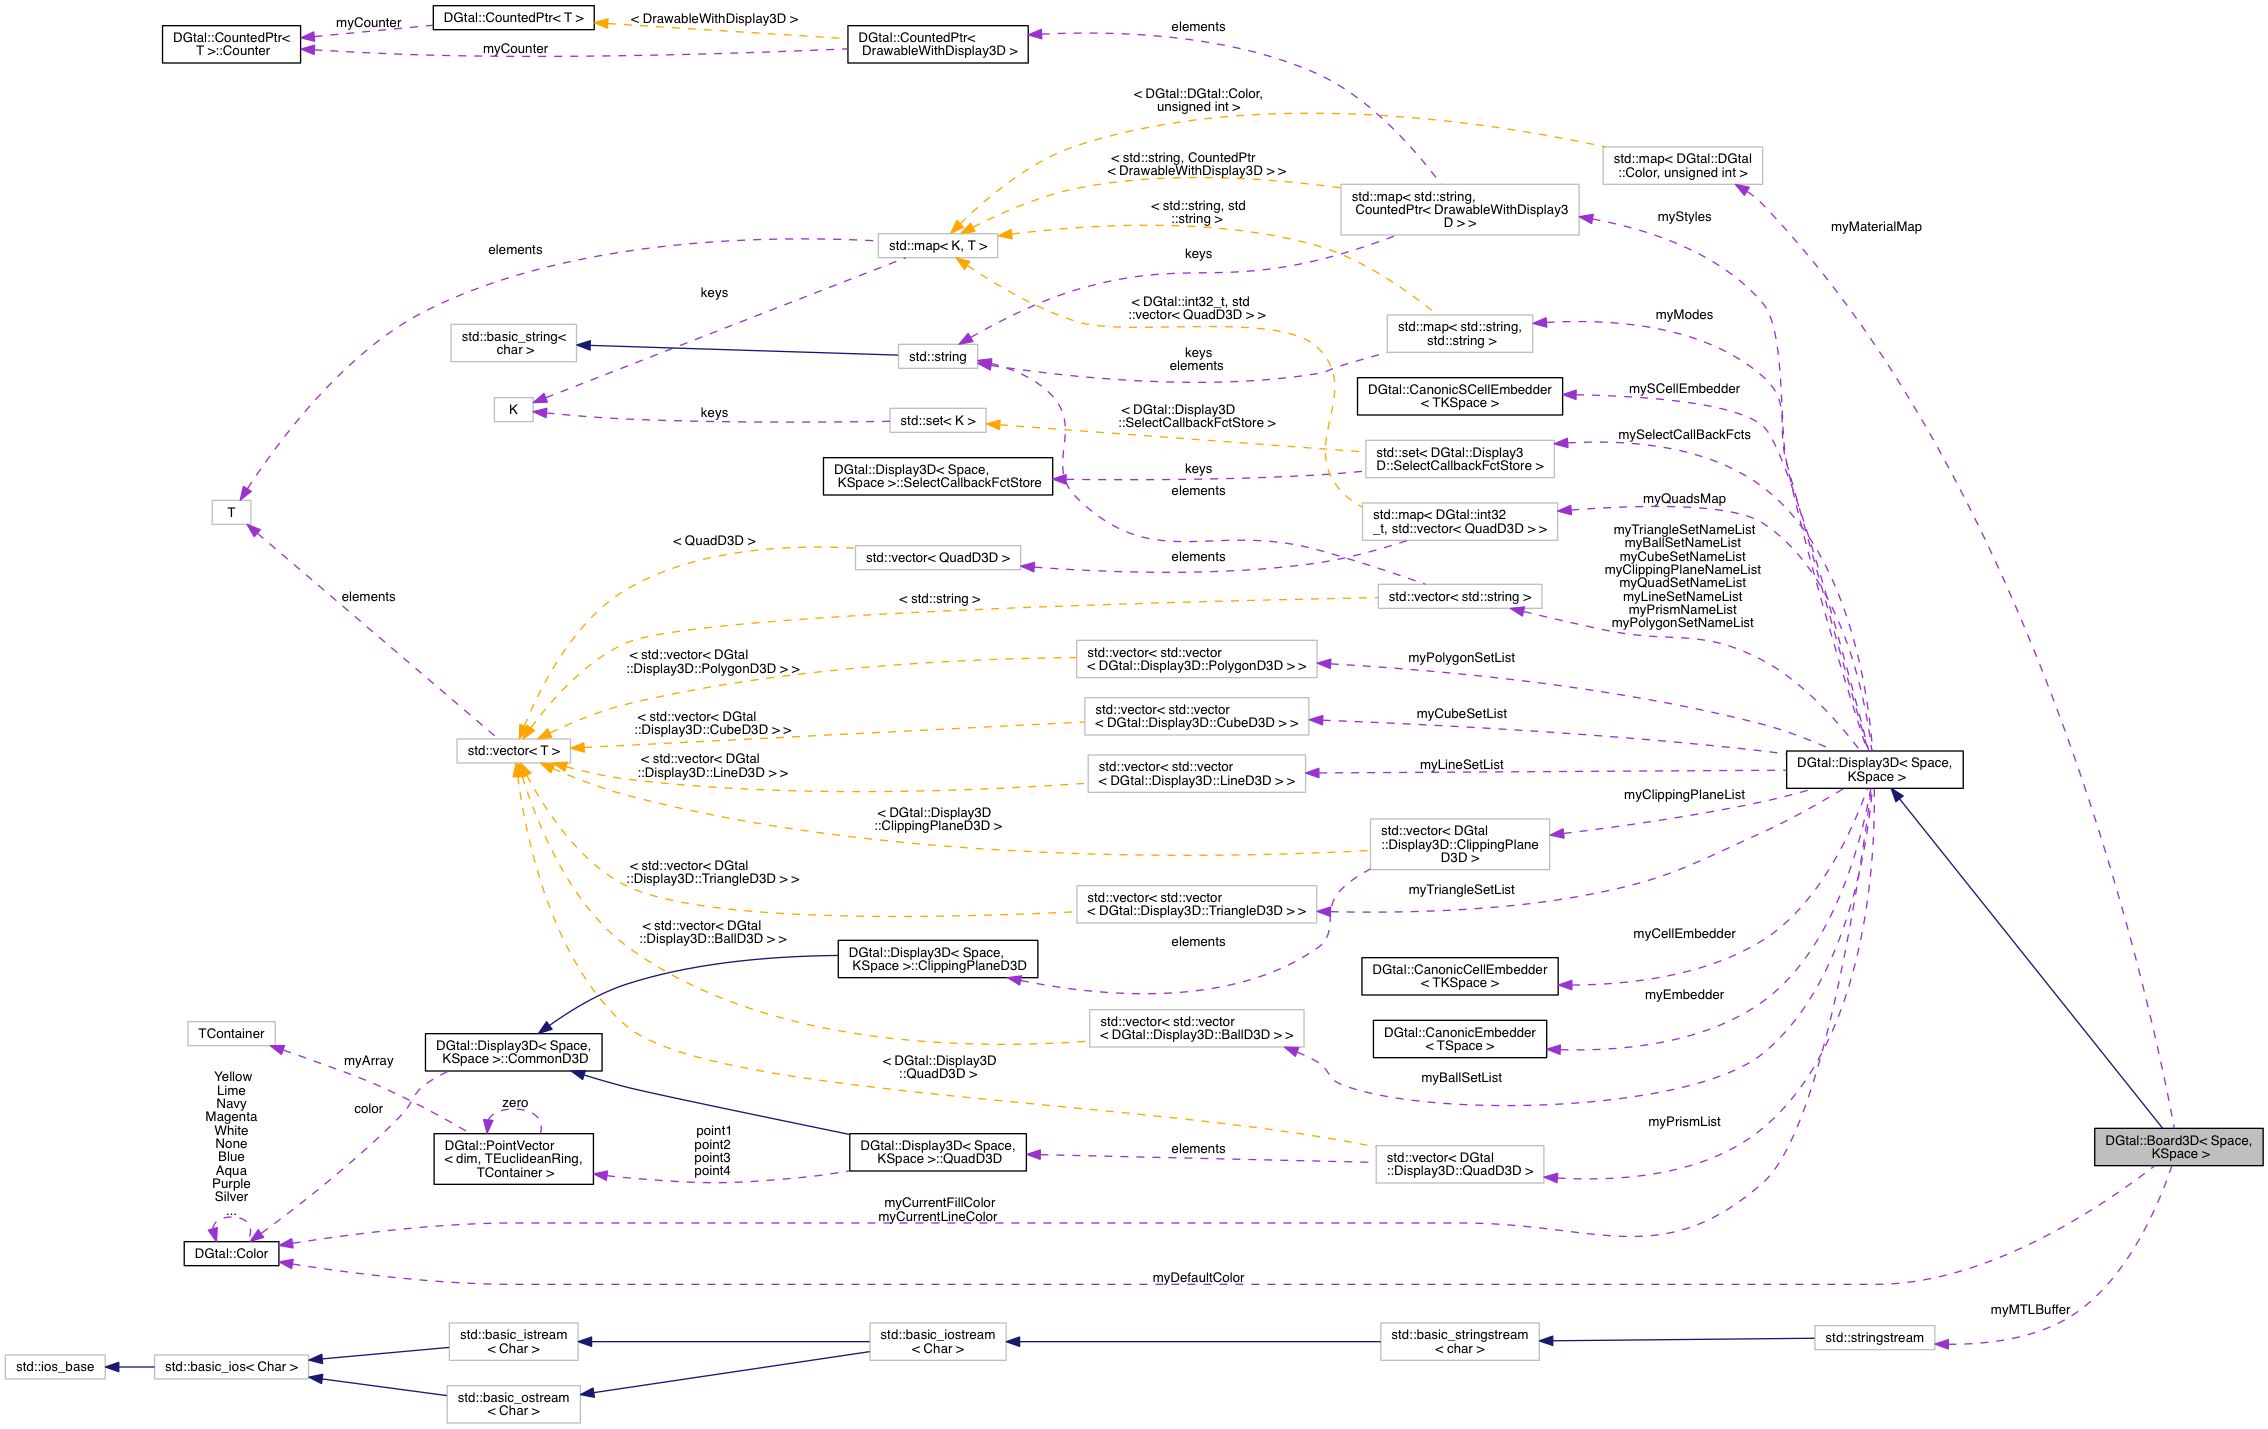 DGtal::CountedPtr<
T >::Counter
myCounter
DGtal::CountedPtr< T >
< DrawableWithDisplay3D >
myCounter
DGtal::CountedPtr<
DrawableWithDisplay3D >
elements
< DGtal::DGtal::Color,
unsigned int >
std::map< DGtal::DGtal
::Color, unsigned int >
< std::string, CountedPtr
< DrawableWithDisplay3D > >
std::map< std::string,
CountedPtr< DrawableWithDisplay3
D > >
myStyles
myMaterialMap
< std::string, std
::string >
std::map< K, T >
elements
keys
keys
< DGtal::int32_t, std
::vector< QuadD3D > >
std::map< std::string,
std::string >
myModes
std::basic_string<
char >
std::string
keys
elements
DGtal::CanonicSCellEmbedder
< TKSpace >
mySCellEmbedder
K
keys
std::set< K >
< DGtal::Display3D
::SelectCallbackFctStore >
std::set< DGtal::Display3
D::SelectCallbackFctStore >
mySelectCallBackFcts
DGtal::Display3D< Space,
KSpace >::SelectCallbackFctStore
keys
elements
T
std::map< DGtal::int32
_t, std::vector< QuadD3D > >
myQuadsMap
< QuadD3D >
std::vector< QuadD3D >
elements
myTriangleSetNameList
myBallSetNameList
myCubeSetNameList
myClippingPlaneNameList
myQuadSetNameList
myLineSetNameList
myPrismNameList
myPolygonSetNameList
elements
< std::string >
std::vector< std::string >
< std::vector< DGtal
::Display3D::PolygonD3D > >
std::vector< std::vector
< DGtal::Display3D::PolygonD3D > >
myPolygonSetList
< std::vector< DGtal
::Display3D::CubeD3D > >
std::vector< std::vector
< DGtal::Display3D::CubeD3D > >
myCubeSetList
std::vector< T >
< std::vector< DGtal
::Display3D::LineD3D > >
std::vector< std::vector
< DGtal::Display3D::LineD3D > >
myLineSetList
DGtal::Display3D< Space,
KSpace >
< DGtal::Display3D
::ClippingPlaneD3D >
std::vector< DGtal
::Display3D::ClippingPlane
D3D >
myClippingPlaneList
< std::vector< DGtal
::Display3D::TriangleD3D > >
std::vector< std::vector
< DGtal::Display3D::TriangleD3D > >
myTriangleSetList
< std::vector< DGtal
::Display3D::BallD3D > >
DGtal::Display3D< Space,
KSpace >::ClippingPlaneD3D
elements
DGtal::CanonicCellEmbedder
< TKSpace >
myCellEmbedder
TContainer
myArray
DGtal::Display3D< Space,
KSpace >::CommonD3D
std::vector< std::vector
< DGtal::Display3D::BallD3D > >
DGtal::CanonicEmbedder
< TSpace >
myEmbedder
< DGtal::Display3D
::QuadD3D >
myBallSetList
Yellow
Lime
Navy
Magenta
White
None
Blue
Aqua
Purple
Silver
...
color
zero
DGtal::PointVector
< dim, TEuclideanRing,
TContainer >
point1
point2
point3
point4
DGtal::Display3D< Space,
KSpace >::QuadD3D
elements
std::vector< DGtal
::Display3D::QuadD3D >
myPrismList
DGtal::Board3D< Space,
KSpace >
DGtal::Color
myCurrentFillColor
myCurrentLineColor
myDefaultColor
myMTLBuffer
std::ios_base
std::basic_ios< Char >
std::basic_istream
< Char >
std::basic_ostream
< Char >
std::basic_iostream
< Char >
std::basic_stringstream
< char >
std::stringstream